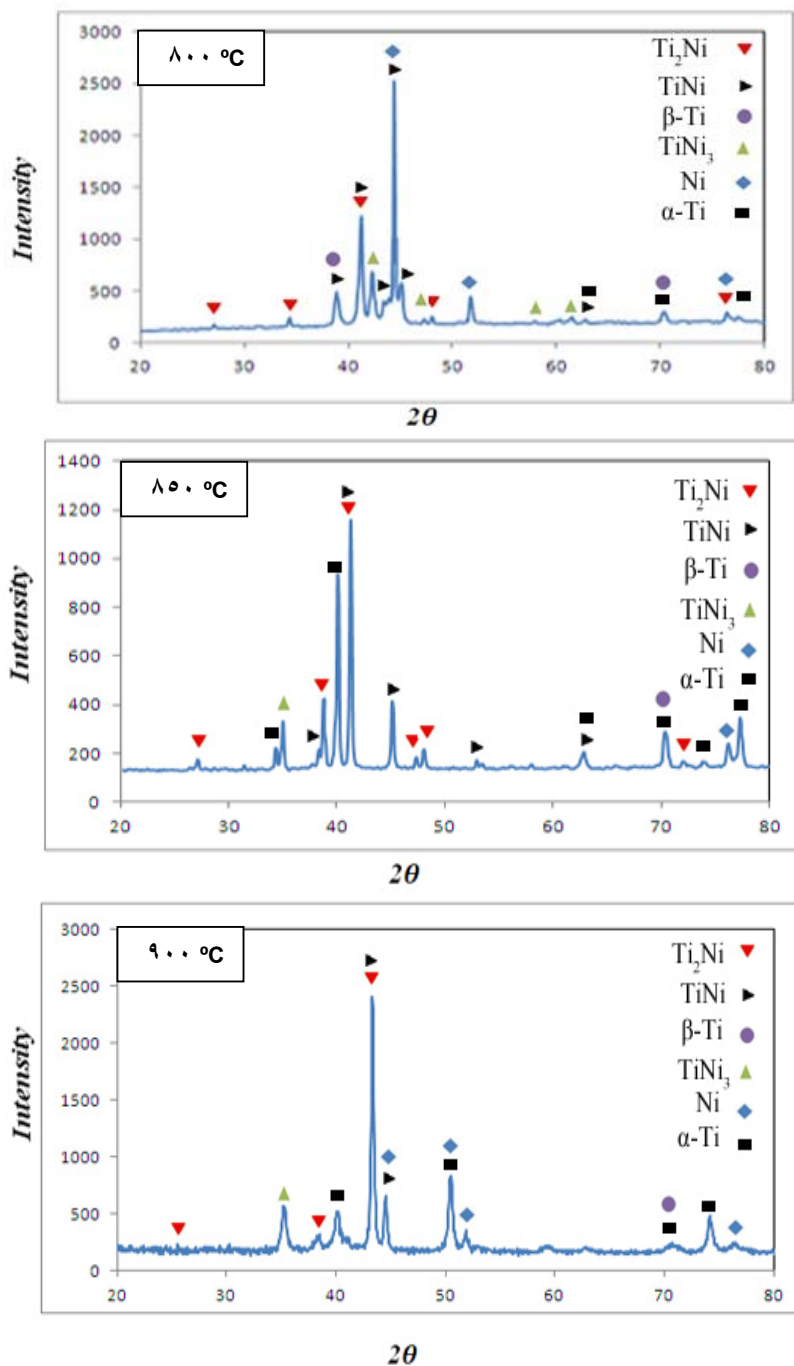 3000
2500
2000
1500
1000
500
0
20 30 40 50 60 70 80
Intensity
2θ
٨٠٠ ºC
Ti₂Ni
TiNi
β-Ti
TiNi₃
Ni
α-Ti
1400
1200
1000
800
600
400
200
0
20 30 40 50 60 70 80
Intensity
2θ
٨٥٠ ºC
Ti₂Ni
TiNi
β-Ti
TiNi₃
Ni
α-Ti
3000
2500
2000
1500
1000
500
0
20 30 40 50 60 70 80
Intensity
2θ
٩٠٠ ºC
Ti₂Ni
TiNi
β-Ti
TiNi₃
Ni
α-Ti